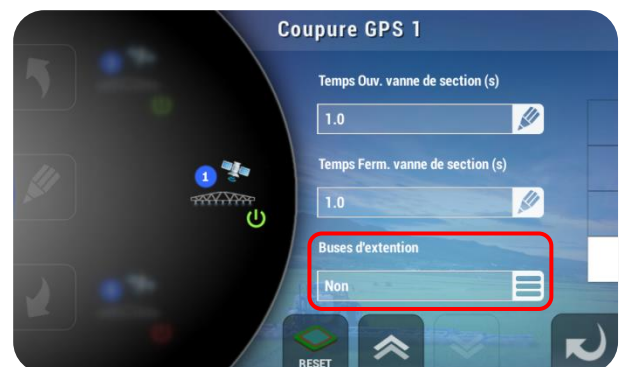 Coupure GPS 1
Temps Ouv. vanne de section (s)
1.0
Temps Ferm. vanne de section (s)
1.0
1
Buses d'extention
Non
RESET